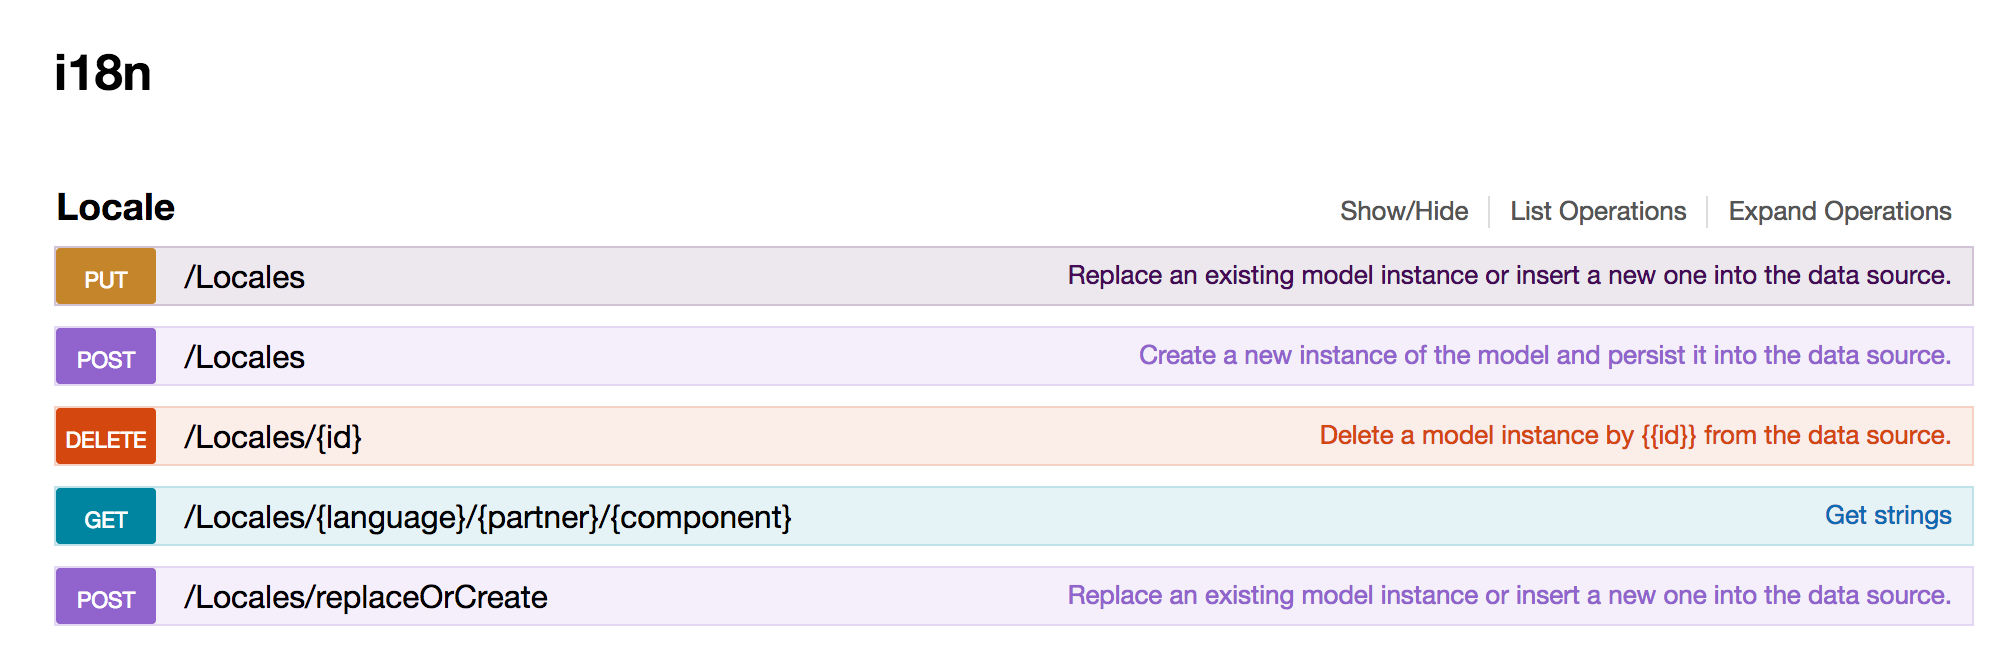 i18n
Locale Show/Hide List Operations Expand Operations
PUT /Locales Replace an existing model instance or insert a new one into the data source.
POST /Locales Create a new instance of the model and persist it into the data source.
DELETE /Locales/{id} Delete a model instance by {{id}} from the data source.
GET /Locales/{language}/{partner}/{component} Get strings
POST /Locales/replaceOrCreate Replace an existing model instance or insert a new one into the data source.